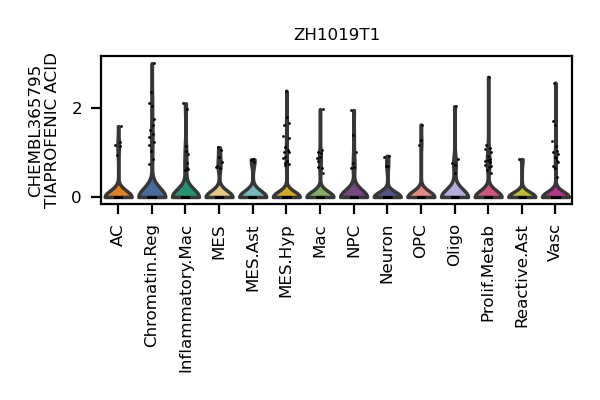 ZH1019T1
CHEMBL365795
TIAPROFENIC ACID
2
0
AC
Chromatin.Reg
Inflammatory.Mac
MES
MES.Ast
MES.Hyp
Mac
NPC
Neuron
OPC
Oligo
Prolif.Metab
Reactive.Ast
Vasc